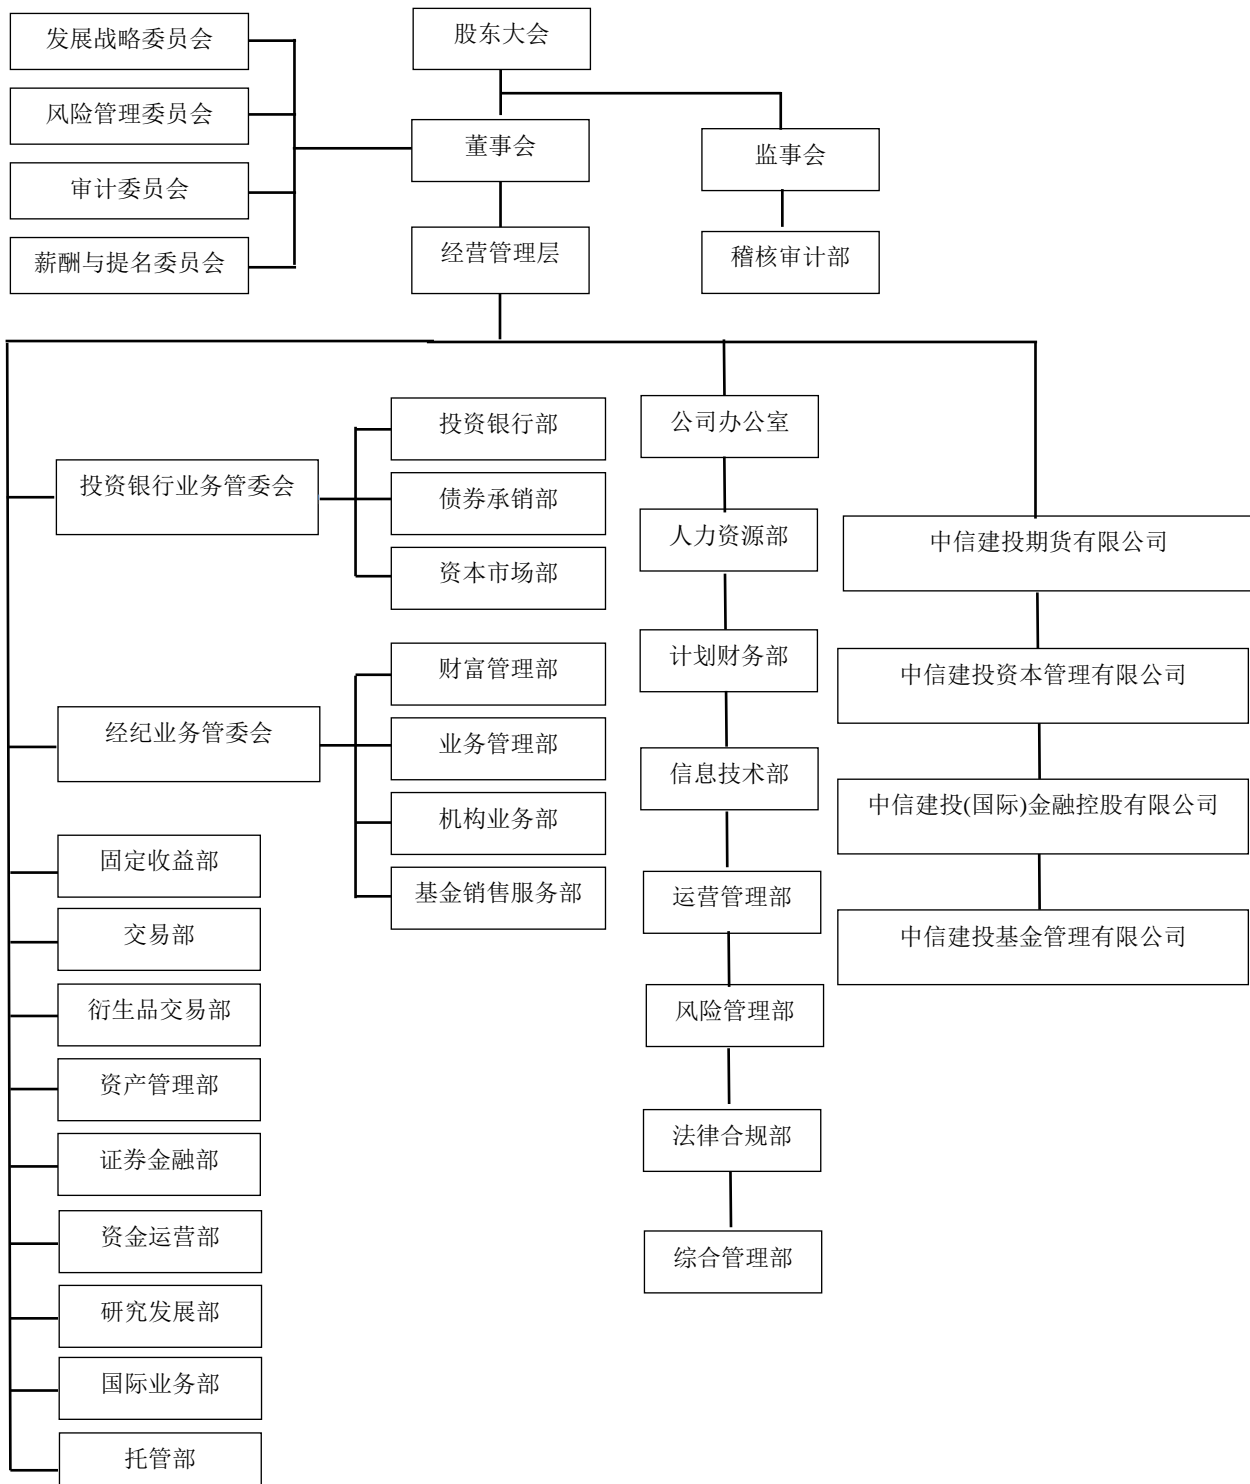 股东大会
董事会
监事会
经营管理层
稽核审计部
发展战略委员会
风险管理委员会
审计委员会
薪酬与提名委员会
投资银行业务管委会
投资银行部
债券承销部
资本市场部
经纪业务管委会
财富管理部
业务管理部
机构业务部
基金销售服务部
固定收益部
交易部
衍生品交易部
资产管理部
证券金融部
资金运营部
研究发展部
国际业务部
托管部
公司办公室
人力资源部
计划财务部
信息技术部
运营管理部
风险管理部
法律合规部
综合管理部
中信建投期货有限公司
中信建投资本管理有限公司
中信建投(国际)金融控股有限公司
中信建投基金管理有限公司